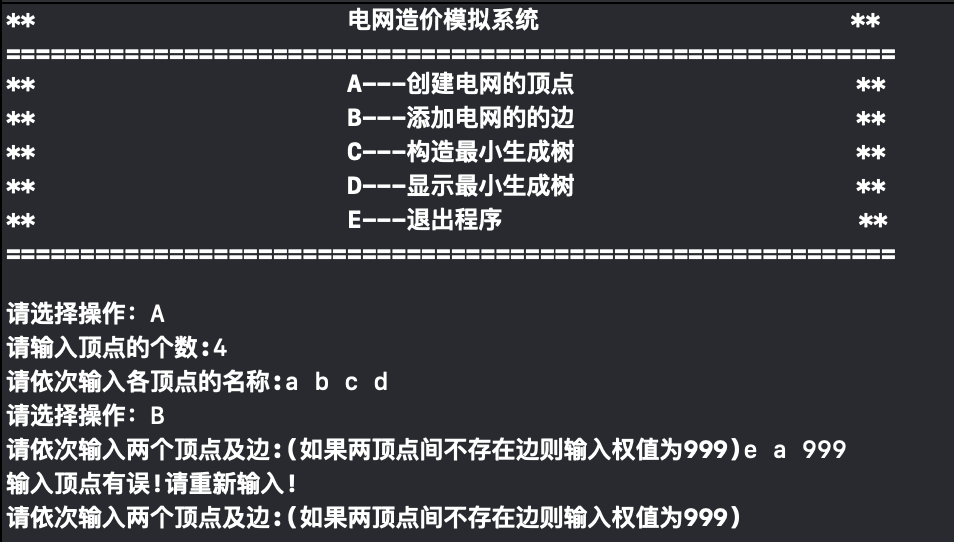 ** 电网造价模拟系统 **
============================================================
** A---创建电网的顶点 **
** B---添加电网的的边 **
** C---构造最小生成树 **
** D---显示最小生成树 **
** E---退出程序 **
============================================================
请选择操作：A
请输入顶点的个数:4
请依次输入各顶点的名称:a b c d
请选择操作：B
请依次输入两个顶点及边:(如果两顶点间不存在边则输入权值为999)e a 999
输入顶点有误!请重新输入!
请依次输入两个顶点及边:(如果两顶点间不存在边则输入权值为999)